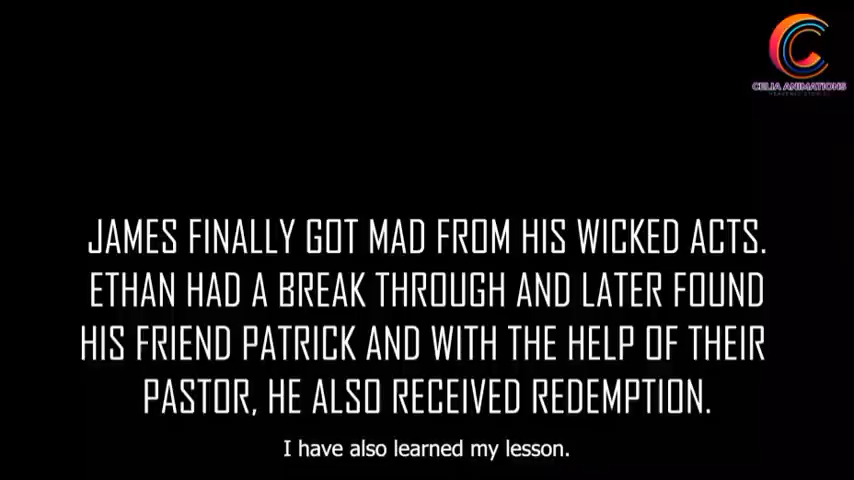 CELIA ANIMATIONS
JAMES FINALLY GOT MAD FROM HIS WICKED ACTS.
ETHAN HAD A BREAK THROUGH AND LATER FOUND
HIS FRIEND PATRICK AND WITH THE HELP OF THEIR
PASTOR, HE ALSO RECEIVED REDEMPTION.
I have also learned my lesson.